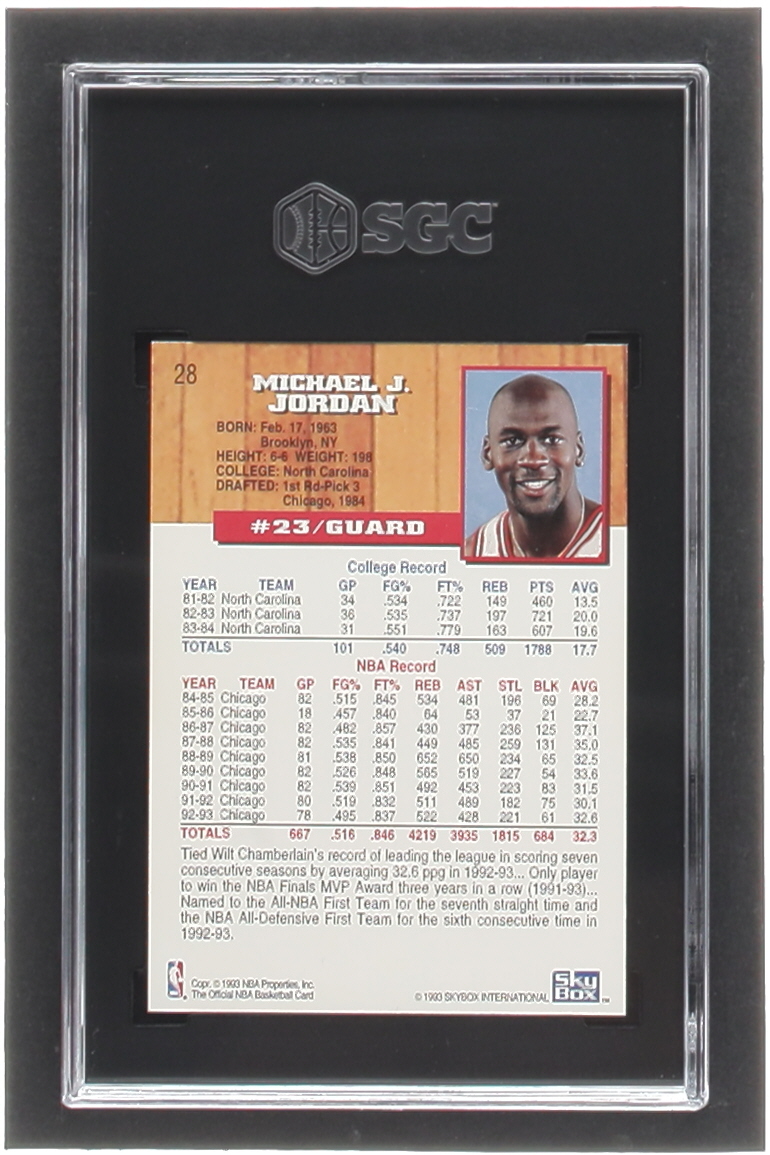 SGC
28
MICHAEL J.
JORDAN
BORN: Feb. 17, 1963
Brooklyn, NY
HEIGHT: 6-6 WEIGHT: 198
COLLEGE: North Carolina
DRAFTED: 1st Rd-Pick 3
Chicago, 1984
#23/GUARD
College Record
YEAR TEAM GP FG% FT% REB PTS AVG
81-82 North Carolina 34 .534 .722 149 460 13.5
82-83 North Carolina 36 .535 .737 197 721 20.0
83-84 North Carolina 31 .551 .779 163 607 19.6
TOTALS 101 .540 .748 509 1788 17.7
NBA Record
YEAR TEAM GP FG% FT% REB AST STL BLK AVG
84-85 Chicago 82 .515 .845 534 481 196 69 28.2
85-86 Chicago 18 .457 .840 64 53 37 21 22.7
86-87 Chicago 82 .482 .857 430 377 236 125 37.1
87-88 Chicago 82 .535 .841 449 485 259 131 35.0
88-89 Chicago 81 .538 .850 652 650 234 65 32.5
89-90 Chicago 82 .526 .848 565 519 227 54 33.6
90-91 Chicago 82 .539 .851 492 453 223 83 31.5
91-92 Chicago 80 .519 .832 511 489 182 75 30.1
92-93 Chicago 78 .495 .837 522 428 221 61 32.6
TOTALS 667 .516 .846 4219 3935 1815 684 32.3
Tied Wilt Chamberlain's record of leading the league in scoring seven
consecutive seasons by averaging 32.6 ppg in 1992-93... Only player
to win the NBA Finals MVP Award three years in a row (1991-93)...
Named to the All-NBA First Team for the seventh straight time and
the NBA All-Defensive First Team for the sixth consecutive time in
1992-93.
Copr. © 1993 NBA Properties, Inc.
The Official NBA Basketball Card
© 1993 SKYBOX INTERNATIONAL
SKY
BOX™